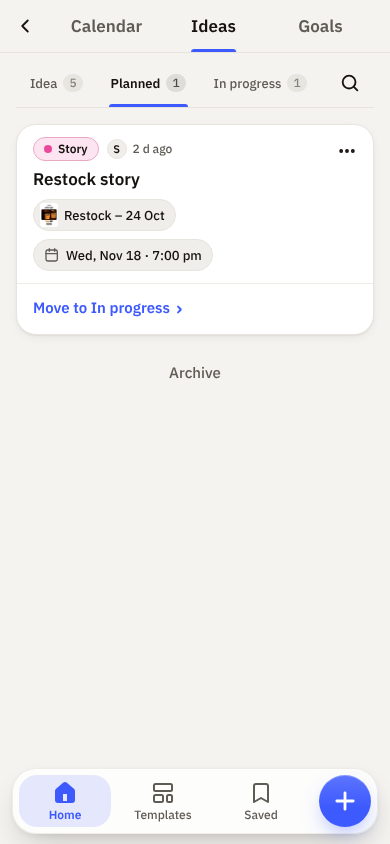 Calendar Ideas Goals
Idea 5 Planned 1 In progress 1
Story S 2 d ago
Restock story
Restock – 24 Oct
Wed, Nov 18 · 7:00 pm
Move to In progress
Archive
Home Templates Saved